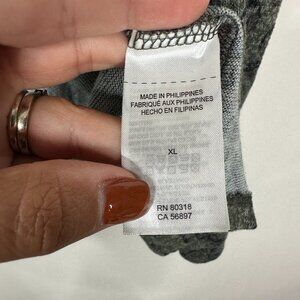 MADE IN PHILIPPINES
FABRIQUÉ AUX PHILIPPINES
HECHO EN FILIPINAS
XL
RN 80318
CA 56897